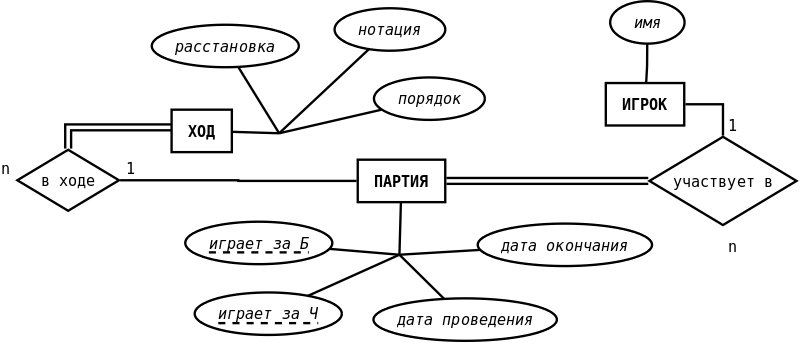 имя
нотация
расстановка
порядок
ИГРОК
ХОД
1
n
1
в ходе
ПАРТИЯ
участвует в
играет за Б
дата окончания
n
играет за Ч
дата проведения